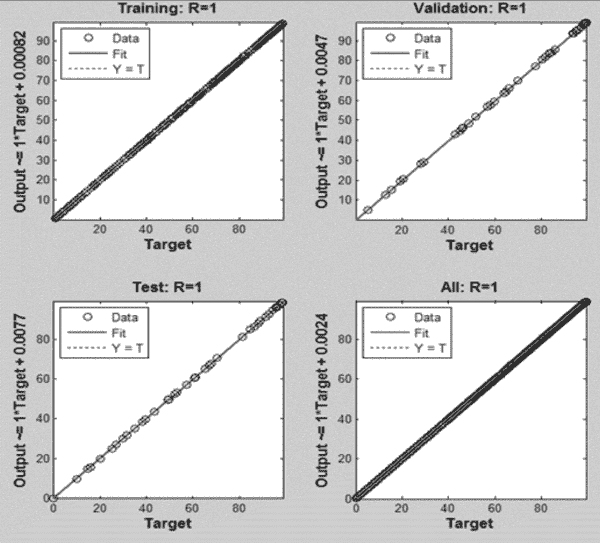 Training: R=1
Output ~= 1*Target + 0.00082
90
80
70
60
50
40
30
20
10
Data
Fit
Y = T
20 40 60 80
Target
Validation: R=1
Output ~= 1*Target + 0.0047
90
80
70
60
50
40
30
20
10
Data
Fit
Y = T
20 40 60 80
Target
Test: R=1
Output ~= 1*Target + 0.0077
80
60
40
20
0
Data
Fit
Y = T
0 20 40 60 80
Target
All: R=1
Output ~= 1*Target + 0.0024
80
60
40
20
0
Data
Fit
Y = T
0 20 40 60 80
Target